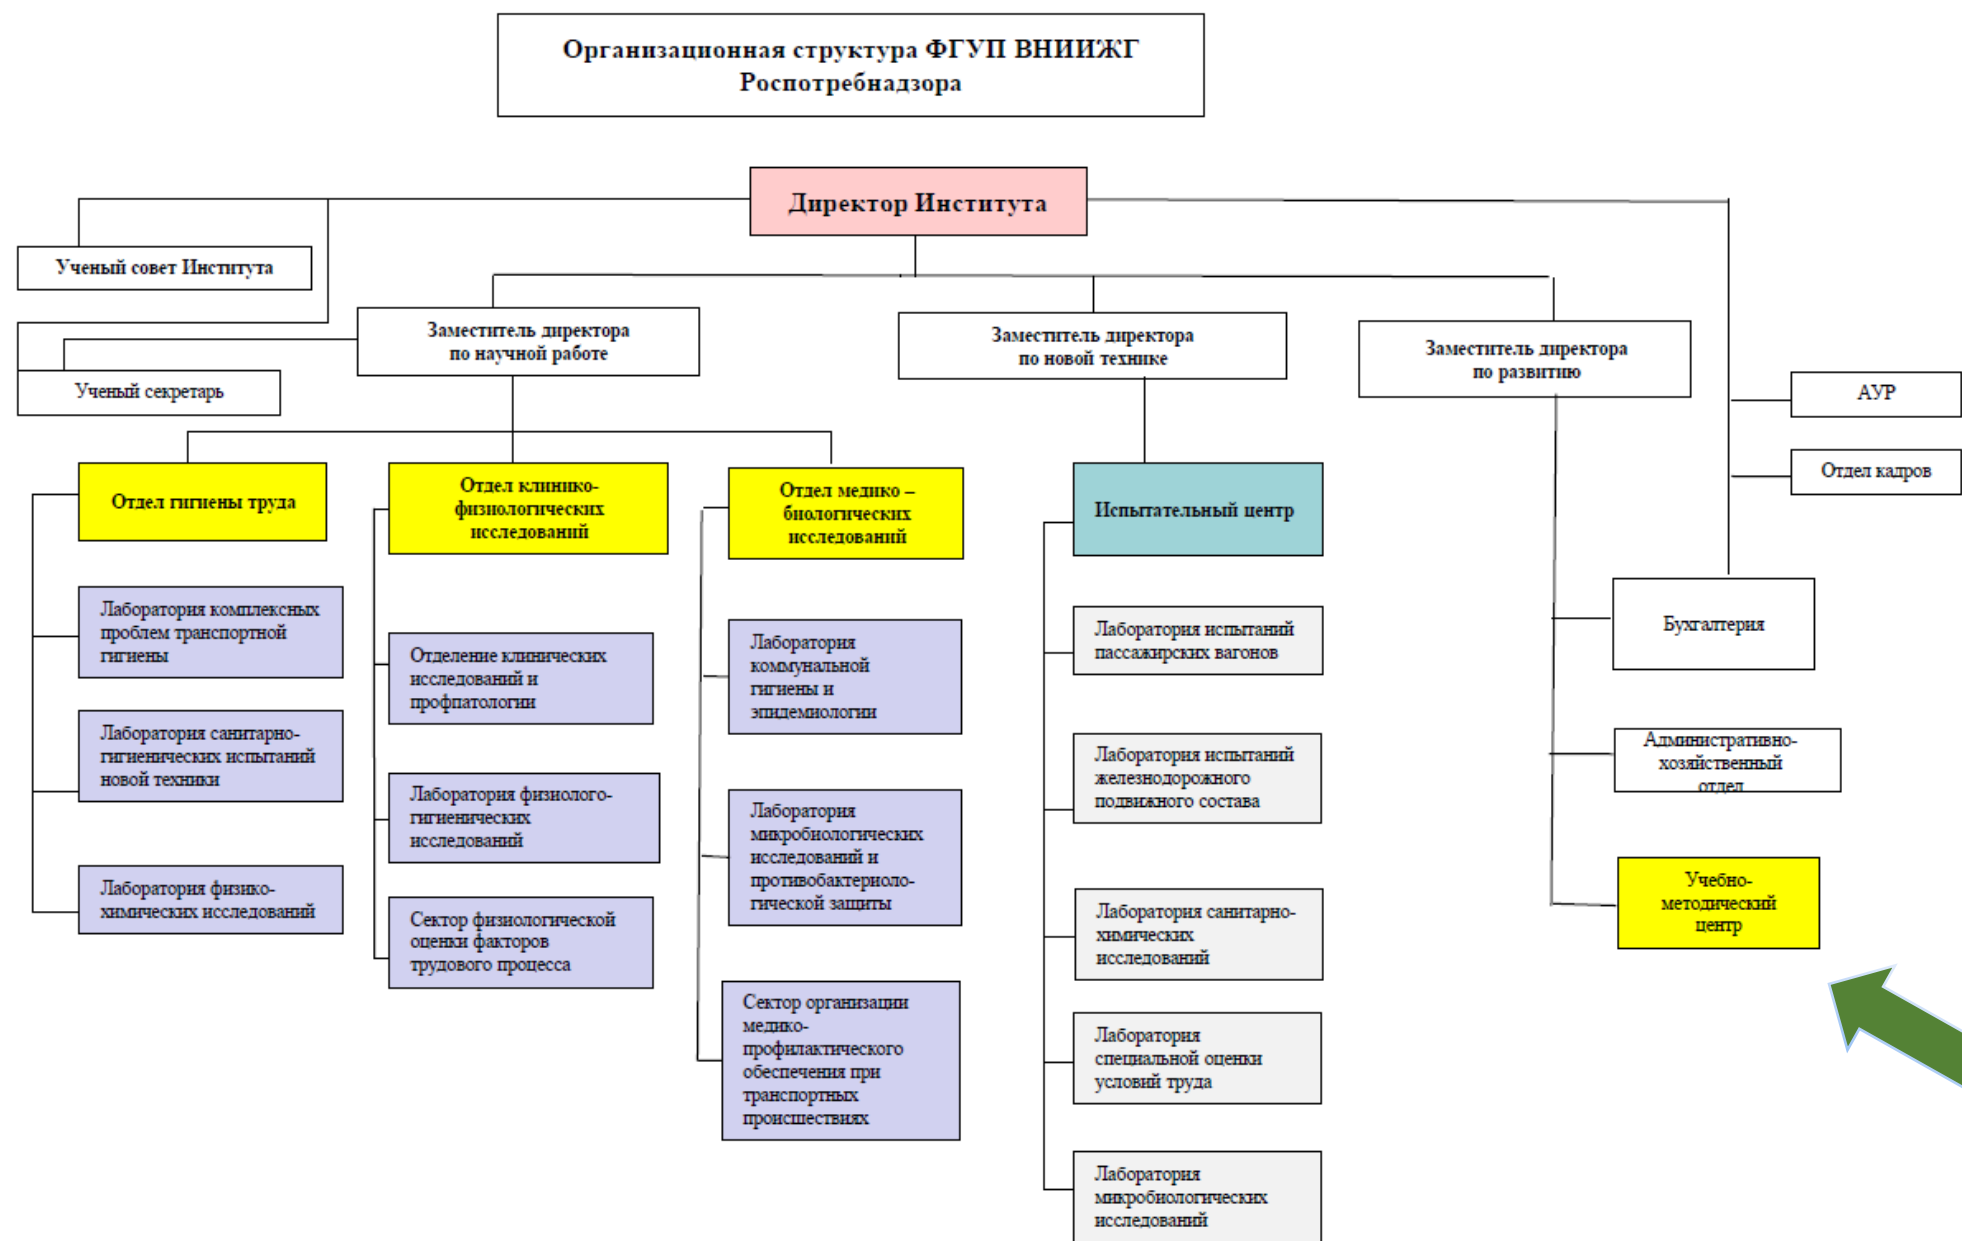 Организационная структура ФГУП ВНИИЖГ
Роспотребнадзора
Директор Института
Ученый совет Института
Заместитель директора
по научной работе
Заместитель директора
по новой технике
Заместитель директора
по развитию
Ученый секретарь
АУР
Отдел кадров
Отдел гигиены труда
Лаборатория комплексных
проблем транспортной
гигиены
Лаборатория санитарно-
гигиенических испытаний
новой техники
Лаборатория физико-
химических исследований
Отдел клинико-
физиологических
исследований
Отделение клинических
исследований и
профпатологии
Лаборатория физиолого-
гигиенических
исследований
Сектор физиологической
оценки факторов
трудового процесса
Отдел медико –
биологических
исследований
Лаборатория
коммунальной
гигиены и
эпидемиологии
Лаборатория
микробиологических
исследований и
противобактериоло-
гической защиты
Сектор организации
медико-
профилактического
обеспечения при
транспортных
происшествиях
Испытательный центр
Лаборатория испытаний
пассажирских вагонов
Лаборатория испытаний
железнодорожного
подвижного состава
Лаборатория санитарно-
химических
исследований
Лаборатория
специальной оценки
условий труда
Лаборатория
микробиологических
исследований
Бухгалтерия
Административно-
хозяйственный
отдел
Учебно-
методический
центр